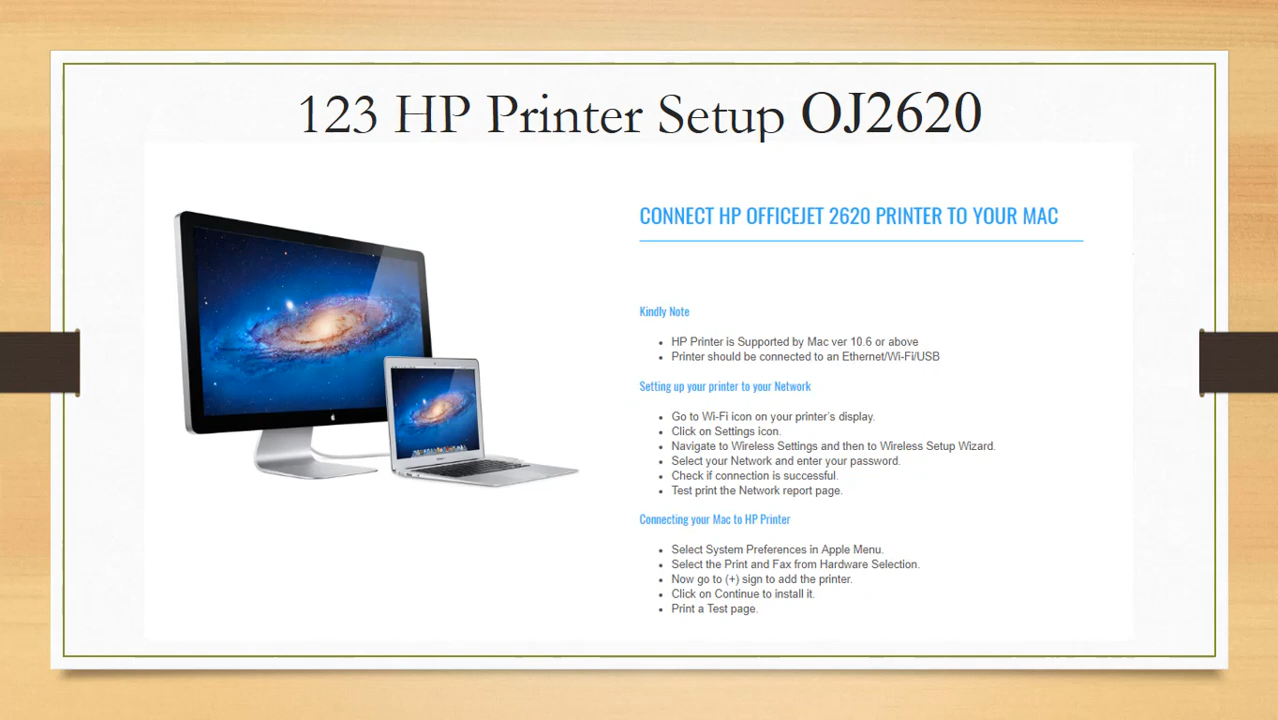 123 HP Printer Setup OJ2620
CONNECT HP OFFICEJET 2620 PRINTER TO YOUR MAC
Kindly Note
• HP Printer is Supported by Mac ver 10.6 or above
• Printer should be connected to an Ethernet/Wi-Fi/USB
Setting up your printer to your Network
• Go to Wi-Fi icon on your printer's display.
• Click on Settings icon.
• Navigate to Wireless Settings and then to Wireless Setup Wizard.
• Select your Network and enter your password.
• Check if connection is successful.
• Test print the Network report page.
Connecting your Mac to HP Printer
• Select System Preferences in Apple Menu.
• Select the Print and Fax from Hardware Selection.
• Now go to (+) sign to add the printer.
• Click on Continue to install it.
• Print a Test page.